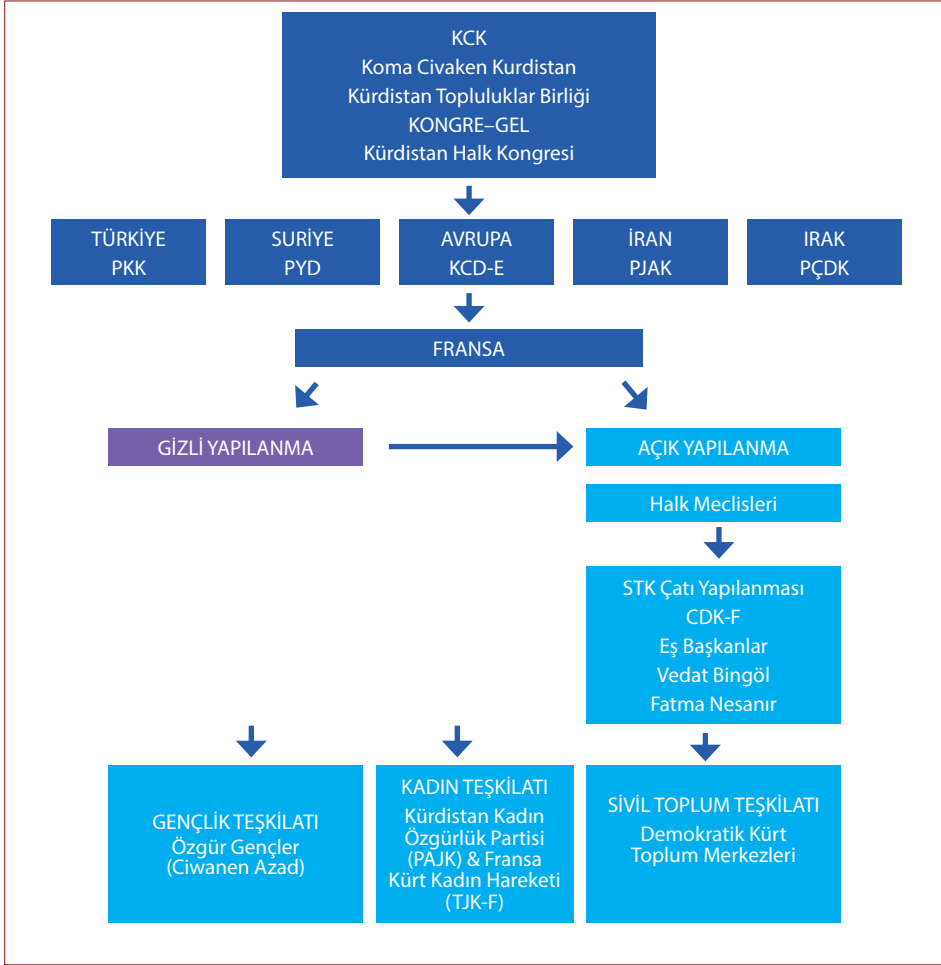 KCK
Koma Civaken Kurdistan
Kürdistan Topluluklar Birliği
KONGRE–GEL
Kürdistan Halk Kongresi
TÜRKİYE
PKK
SURİYE
PYD
AVRUPA
KCD-E
İRAN
PJAK
IRAK
PÇDK
FRANSA
GİZLİ YAPILANMA
AÇIK YAPILANMA
Halk Meclisleri
STK Çatı Yapılanması
CDK-F
Eş Başkanlar
Vedat Bingöl
Fatma Nesanır
GENÇLİK TEŞKİLATI
Özgür Gençler
(Ciwanen Azad)
KADIN TEŞKİLATI
Kürdistan Kadın
Özgürlük Partisi
(PAJK) & Fransa
Kürt Kadın Hareketi
(TJK-F)
SİVİL TOPLUM TEŞKİLATI
Demokratik Kürt
Toplum Merkezleri